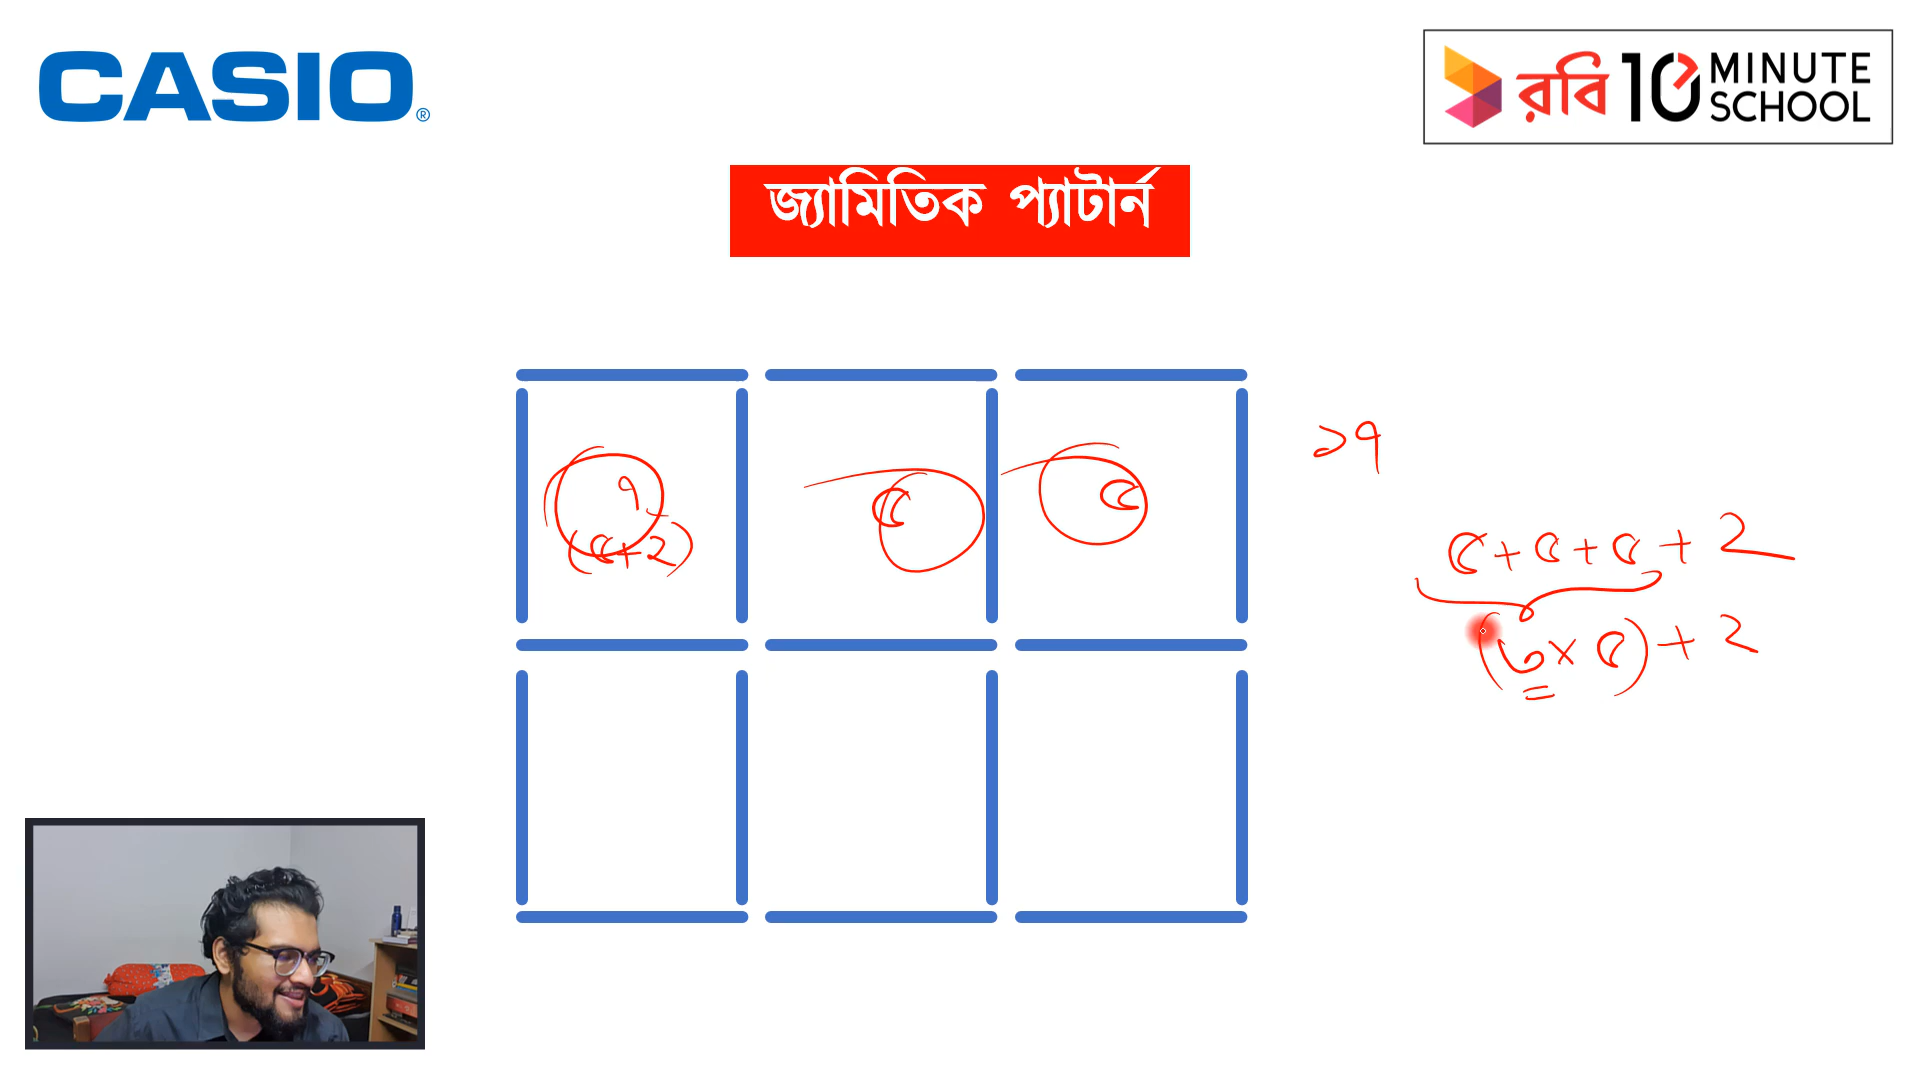 CASIO®
রবি 10 MINUTE SCHOOL
জ্যামিতিক প্যাটার্ন
৭
(৫+২)
৫
৫
১৭
৫+৫+৫+২
(৩×৫)+২